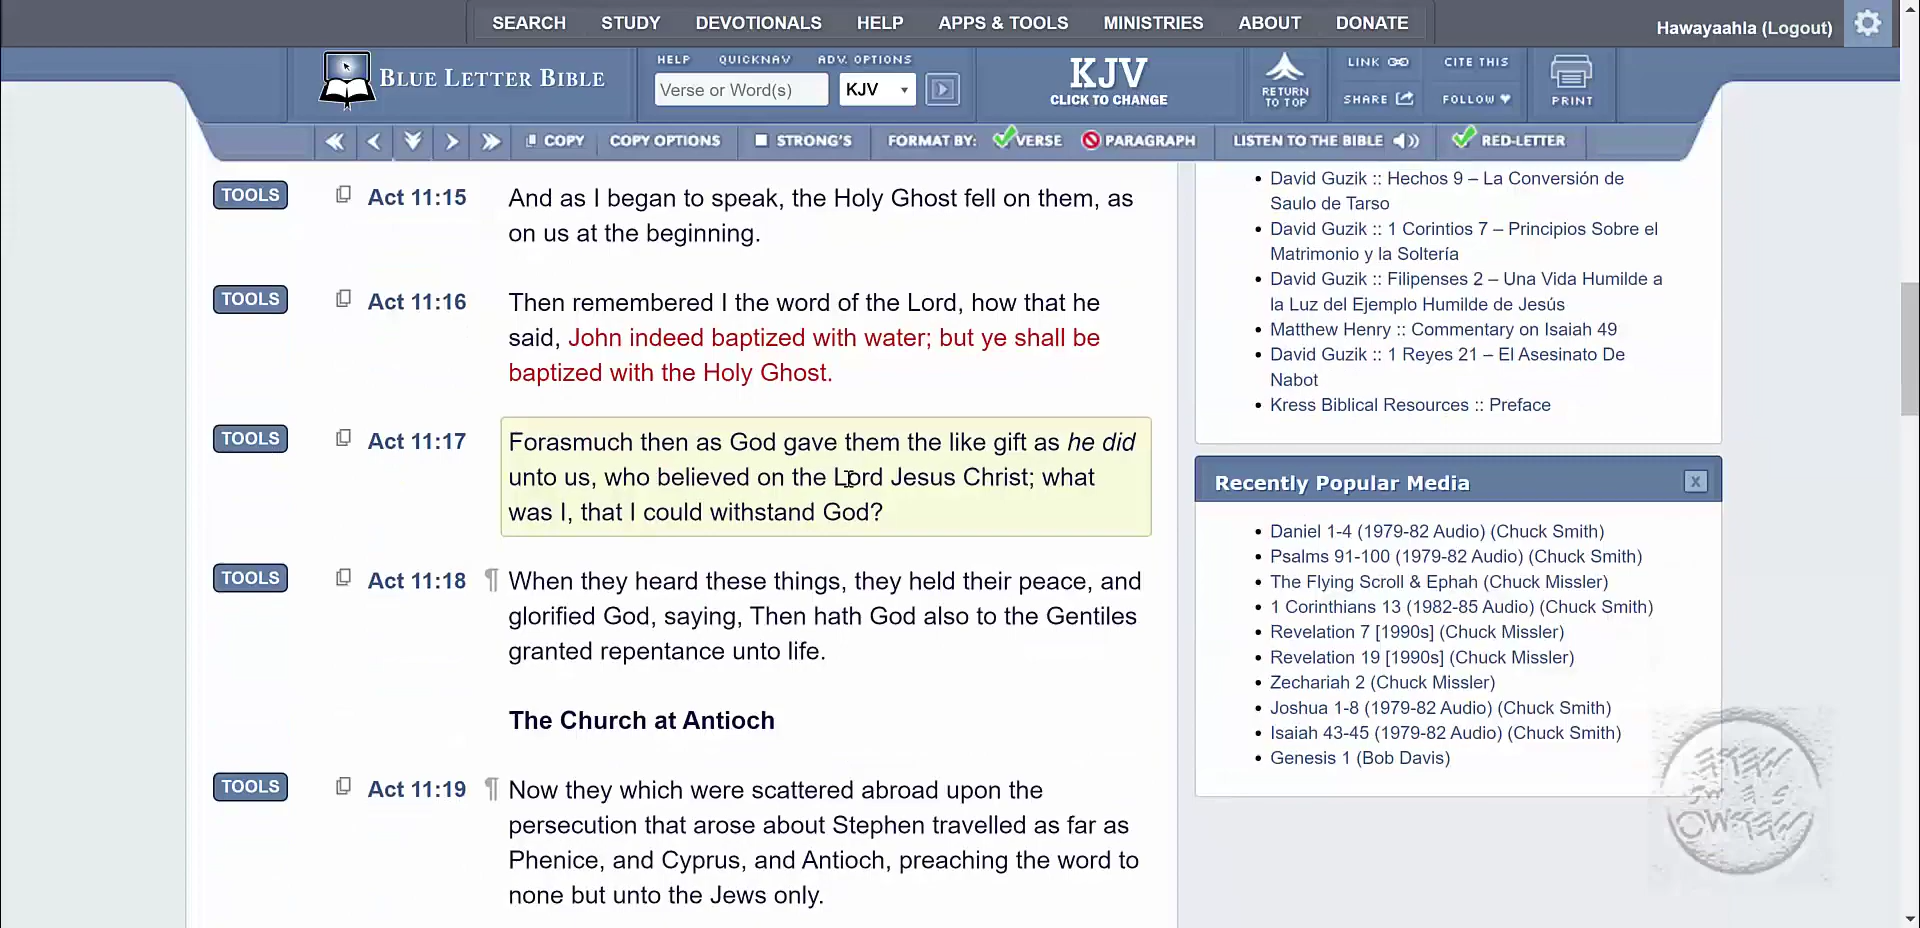 SEARCH STUDY DEVOTIONALS HELP APPS & TOOLS MINISTRIES ABOUT DONATE
Hawayaahla (Logout)
BLUE LETTER BIBLE
HELP QUICKNAV ADV. OPTIONS
Verse or Word(s) KJV
KJV
CLICK TO CHANGE
RETURN
TO TOP
LINK CITE THIS
SHARE FOLLOW
PRINT
COPY COPY OPTIONS STRONG'S FORMAT BY: VERSE PARAGRAPH LISTEN TO THE BIBLE RED-LETTER
TOOLS Act 11:15 And as I began to speak, the Holy Ghost fell on them, as
on us at the beginning.
TOOLS Act 11:16 Then remembered I the word of the Lord, how that he
said, John indeed baptized with water; but ye shall be
baptized with the Holy Ghost.
TOOLS Act 11:17 Forasmuch then as God gave them the like gift as he did
unto us, who believed on the Lord Jesus Christ; what
was I, that I could withstand God?
TOOLS Act 11:18 ¶ When they heard these things, they held their peace, and
glorified God, saying, Then hath God also to the Gentiles
granted repentance unto life.
The Church at Antioch
TOOLS Act 11:19 ¶ Now they which were scattered abroad upon the
persecution that arose about Stephen travelled as far as
Phenice, and Cyprus, and Antioch, preaching the word to
none but unto the Jews only.
• David Guzik :: Hechos 9 – La Conversión de
Saulo de Tarso
• David Guzik :: 1 Corintios 7 – Principios Sobre el
Matrimonio y la Soltería
• David Guzik :: Filipenses 2 – Una Vida Humilde a
la Luz del Ejemplo Humilde de Jesús
• Matthew Henry :: Commentary on Isaiah 49
• David Guzik :: 1 Reyes 21 – El Asesinato De
Nabot
• Kress Biblical Resources :: Preface
Recently Popular Media x
• Daniel 1-4 (1979-82 Audio) (Chuck Smith)
• Psalms 91-100 (1979-82 Audio) (Chuck Smith)
• The Flying Scroll & Ephah (Chuck Missler)
• 1 Corinthians 13 (1982-85 Audio) (Chuck Smith)
• Revelation 7 [1990s] (Chuck Missler)
• Revelation 19 [1990s] (Chuck Missler)
• Zechariah 2 (Chuck Missler)
• Joshua 1-8 (1979-82 Audio) (Chuck Smith)
• Isaiah 43-45 (1979-82 Audio) (Chuck Smith)
• Genesis 1 (Bob Davis)